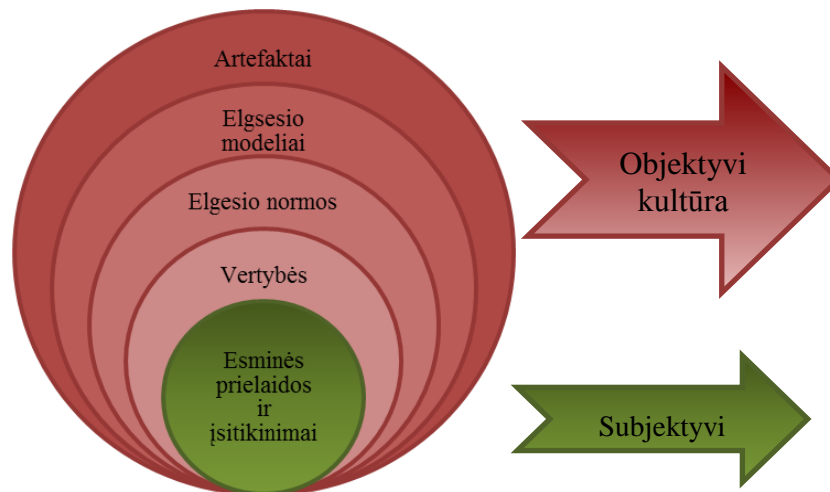 Artefaktai
Elgsesio
modeliai
Elgesio normos
Vertybės
Esminės
prielaidos
ir
įsitikinimai
Objektyvi
kultūra
Subjektyvi